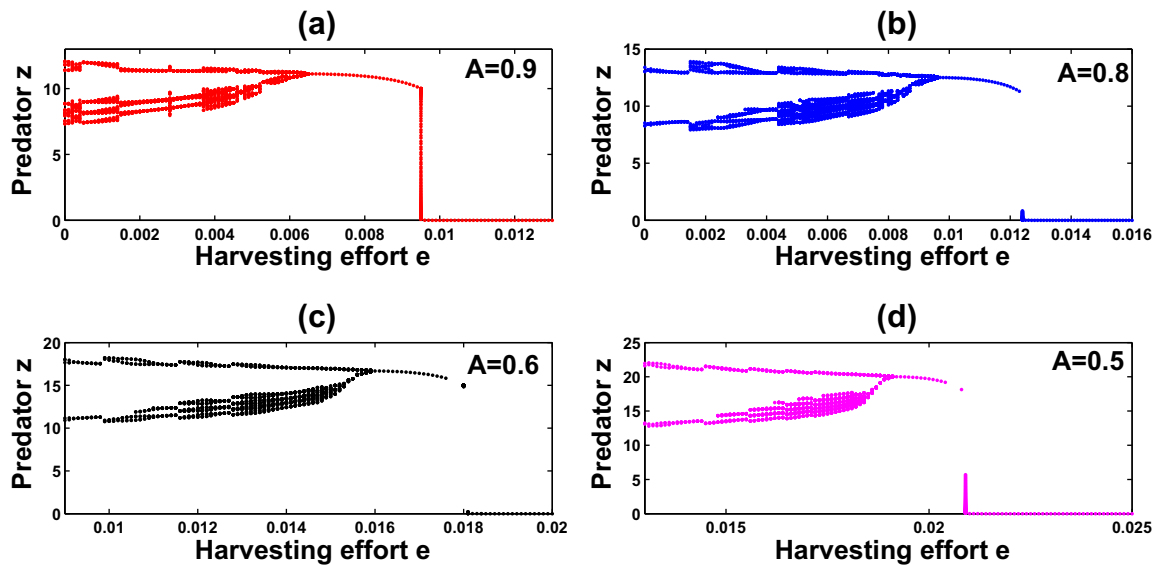 (a)
Predator z
A=0.9
10
5
0
0 0.002 0.004 0.006 0.008 0.01 0.012
Harvesting effort e
(b)
Predator z
A=0.8
15
10
5
0
0 0.002 0.004 0.006 0.008 0.01 0.012 0.014 0.016
Harvesting effort e
(c)
Predator z
A=0.6
20
15
10
5
0
0.01 0.012 0.014 0.016 0.018 0.02
Harvesting effort e
(d)
Predator z
A=0.5
25
20
15
10
5
0
0.015 0.02 0.025
Harvesting effort e